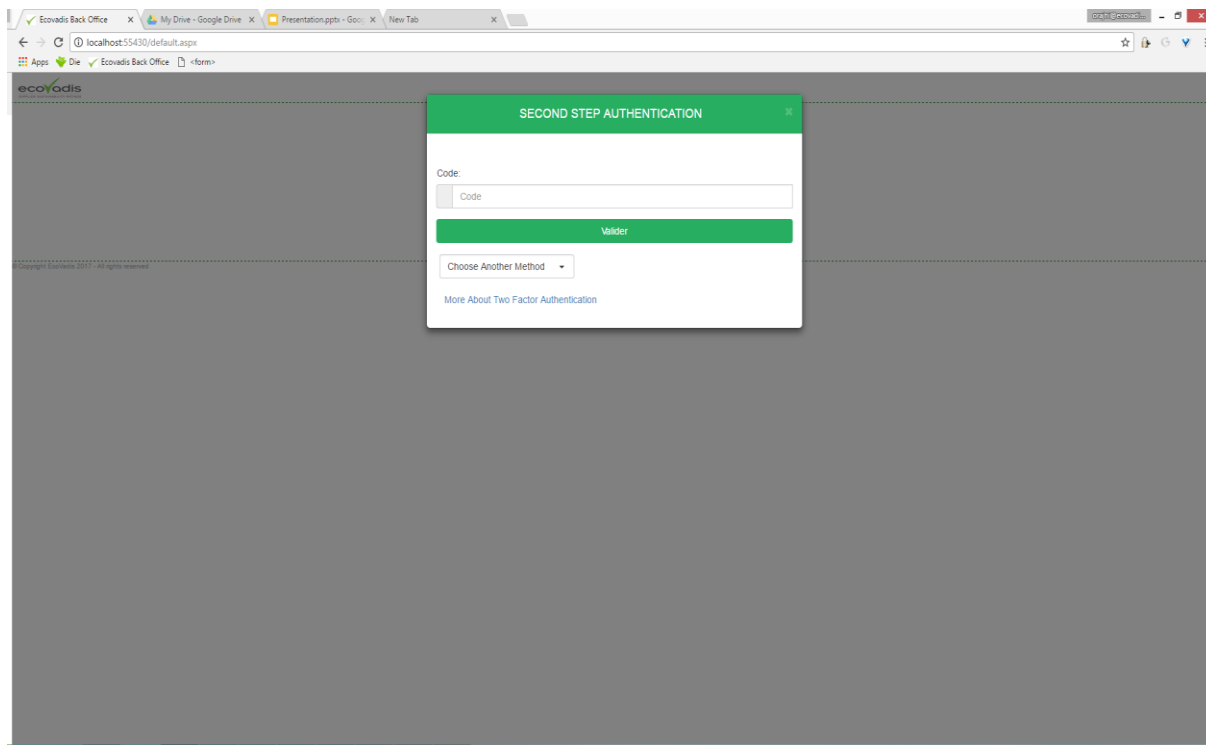 Ecovadis Back Office
My Drive - Google Drive
Presentation.pptx - Goo
New Tab
localhost:55430/default.aspx
Apps
Die
Ecovadis Back Office
<form>
ecovadis
SECOND STEP AUTHENTICATION
Code:
Code
Valider
Choose Another Method
More About Two Factor Authentication
© Copyright EcoVadis 2017 - All rights reserved